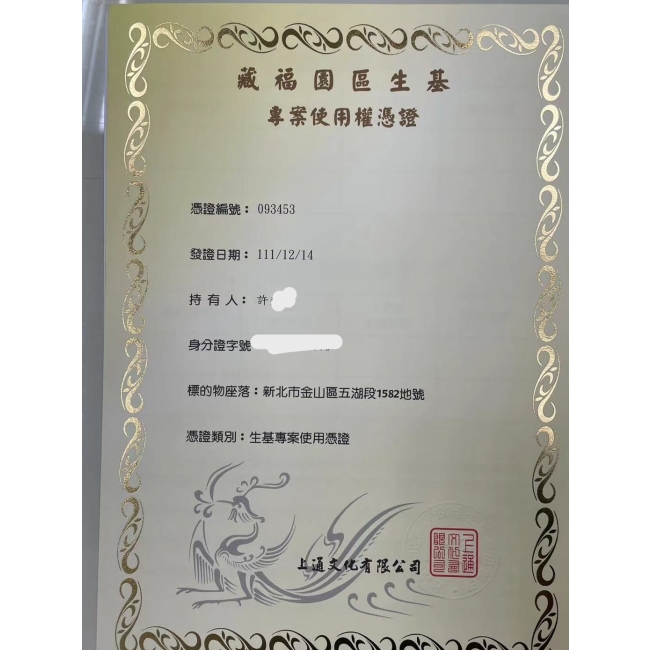 藏福園區生基
專案使用權憑證
憑證編號：093453
發證日期：111/12/14
持有人：許
身分證字號
標的物座落：新北市金山區五湖段1582地號
憑證類別：生基專案使用憑證
上通文化有限公司